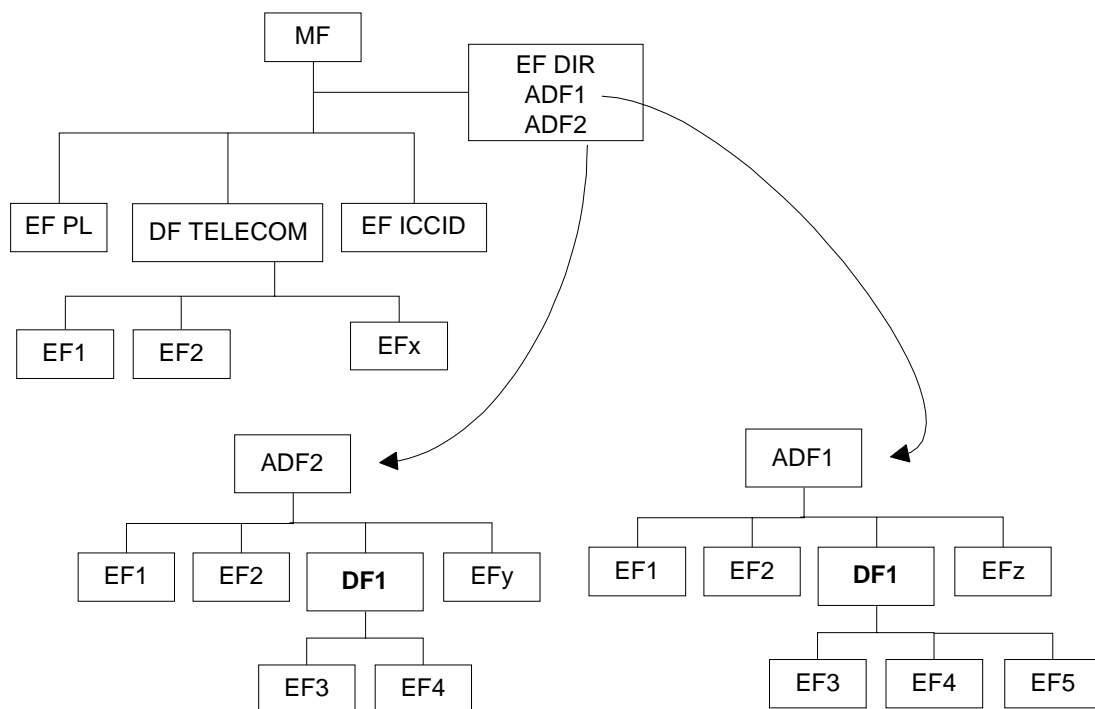 MF
EF DIR
ADF1
ADF2
EF PL
DF TELECOM
EF ICCID
EF1
EF2
EFx
ADF2
ADF1
EF1
EF2
DF1
EFy
EF1
EF2
DF1
EFz
EF3
EF4
EF3
EF4
EF5